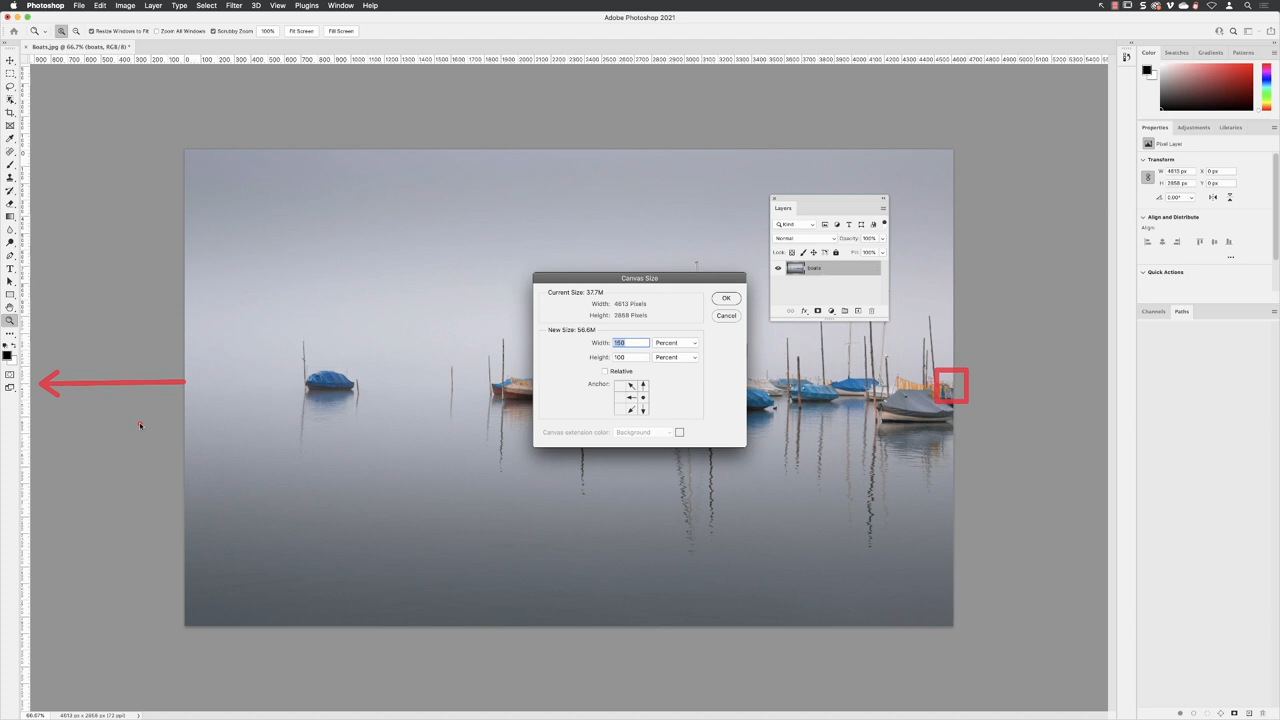 Photoshop File Edit Image Layer Type Select Filter 3D View Plugins Window Help
Adobe Photoshop 2021
Resize Windows to Fit Zoom All Windows Scrubby Zoom 100% Fit Screen Fill Screen
Boats.jpg @ 66.7% (boats, RGB/8) *
Color Swatches Gradients Patterns
Properties Adjustments Libraries
Pixel Layer
Transform
W 4613 px X 0 px
H 2858 px Y 0 px
0.00°
Align and Distribute
Align:
Quick Actions
Channels Paths
Layers
Kind
Normal Opacity: 100%
Lock: Fill: 100%
boats
fx
Canvas Size
Current Size: 37.7M
Width: 4613 Pixels
Height: 2858 Pixels
OK
Cancel
New Size: 56.6M
Width: 150 Percent
Height: 100 Percent
Relative
Anchor:
Canvas extension color: Background
66.67% 4613 px x 2858 px (72 ppi)